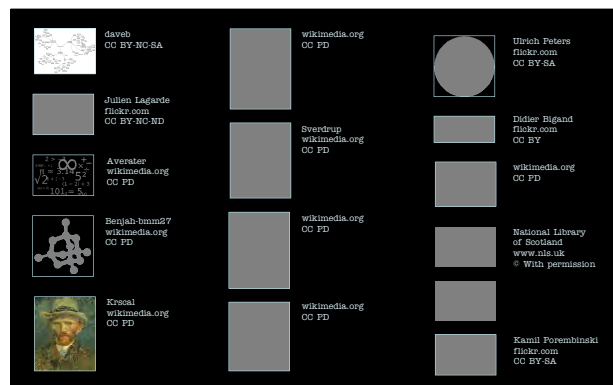 daveb
CC BY-NC-SA
Julien Lagarde
flickr.com
CC BY-NC-ND
Averater
wikimedia.org
CC PD
Benjah-bmm27
wikimedia.org
CC PD
Krscal
wikimedia.org
CC PD
wikimedia.org
CC PD
Sverdrup
wikimedia.org
CC PD
wikimedia.org
CC PD
wikimedia.org
CC PD
Ulrich Peters
flickr.com
CC BY-SA
Didier Bigand
flickr.com
CC BY
wikimedia.org
CC PD
National Library
of Scotland
www.nls.uk
© With permission
Kamil Porembinski
flickr.com
CC BY-SA